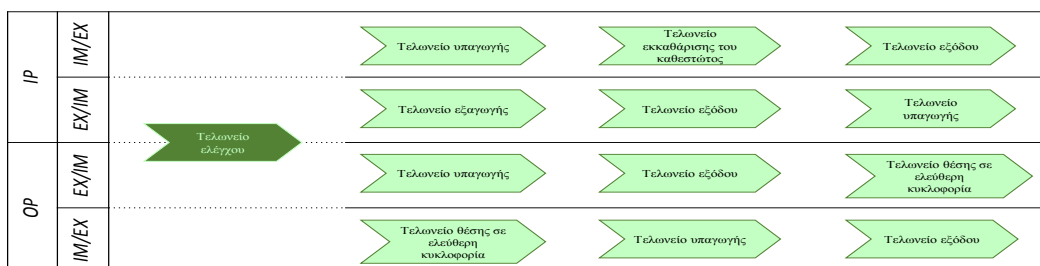 IP
IM/EX
Τελωνείο υπαγωγής
Τελωνείο
εκκαθάρισης του
καθεστώτος
Τελωνείο εξόδου
EX/IM
Τελωνείο εξαγωγής
Τελωνείο εξόδου
Τελωνείο
υπαγωγής
Τελωνείο
ελέγχου
OP
EX/IM
Τελωνείο υπαγωγής
Τελωνείο εξόδου
Τελωνείο θέσης σε
ελεύθερη
κυκλοφορία
IM/EX
Τελωνείο θέσης σε
ελεύθερη
κυκλοφορία
Τελωνείο υπαγωγής
Τελωνείο εξόδου